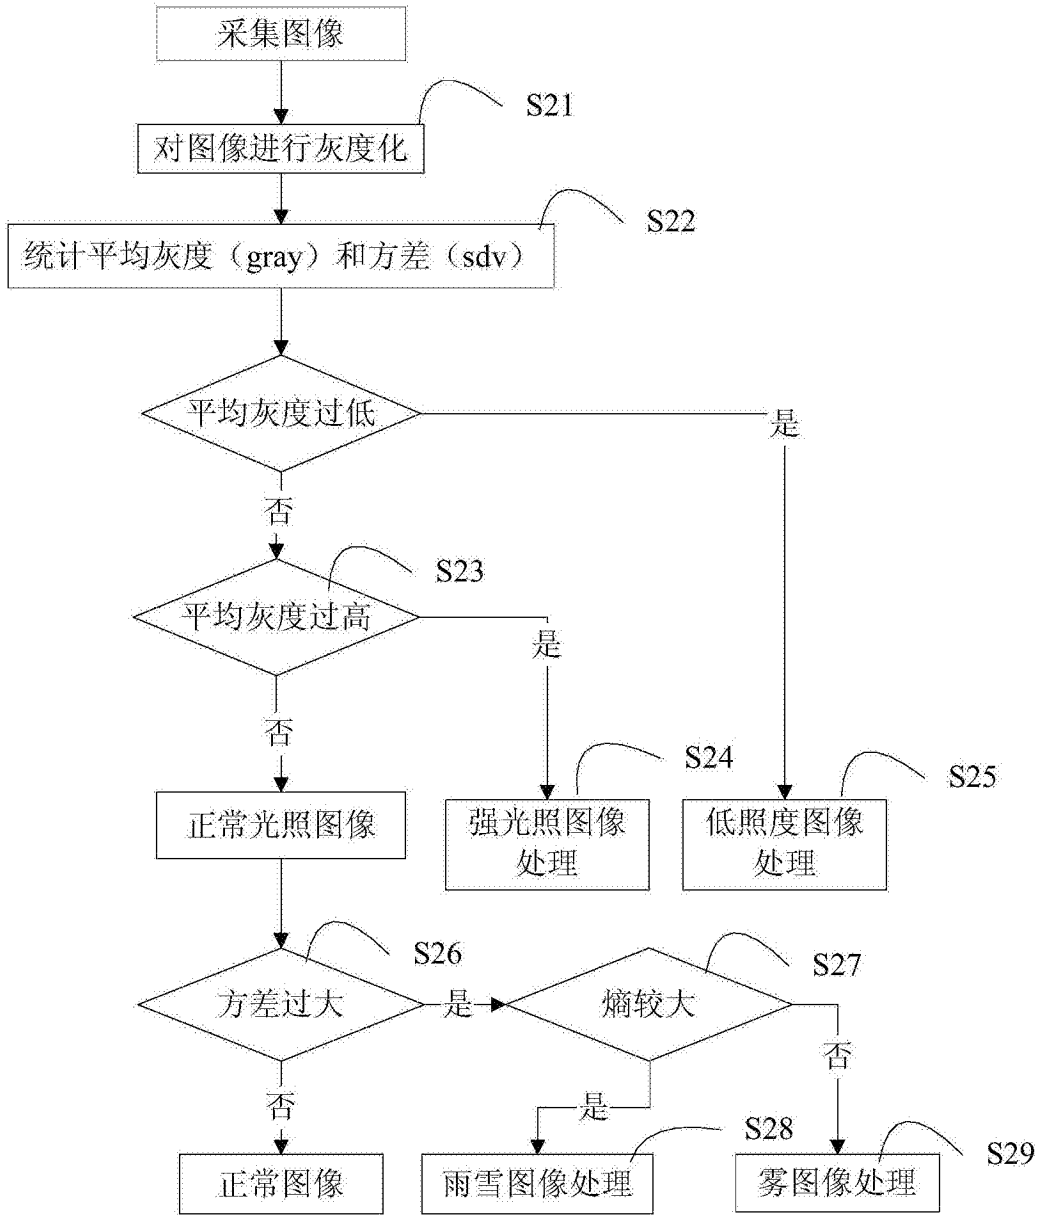 采集图像
S21
对图像进行灰度化
S22
统计平均灰度（gray）和方差（sdv）
平均灰度过低
是
否
S23
平均灰度过高
是
否
S24
S25
正常光照图像
强光照图像
处理
低照度图像
处理
S26
S27
方差过大
是
熵较大
否
否
是
S28
S29
正常图像
雨雪图像处理
雾图像处理